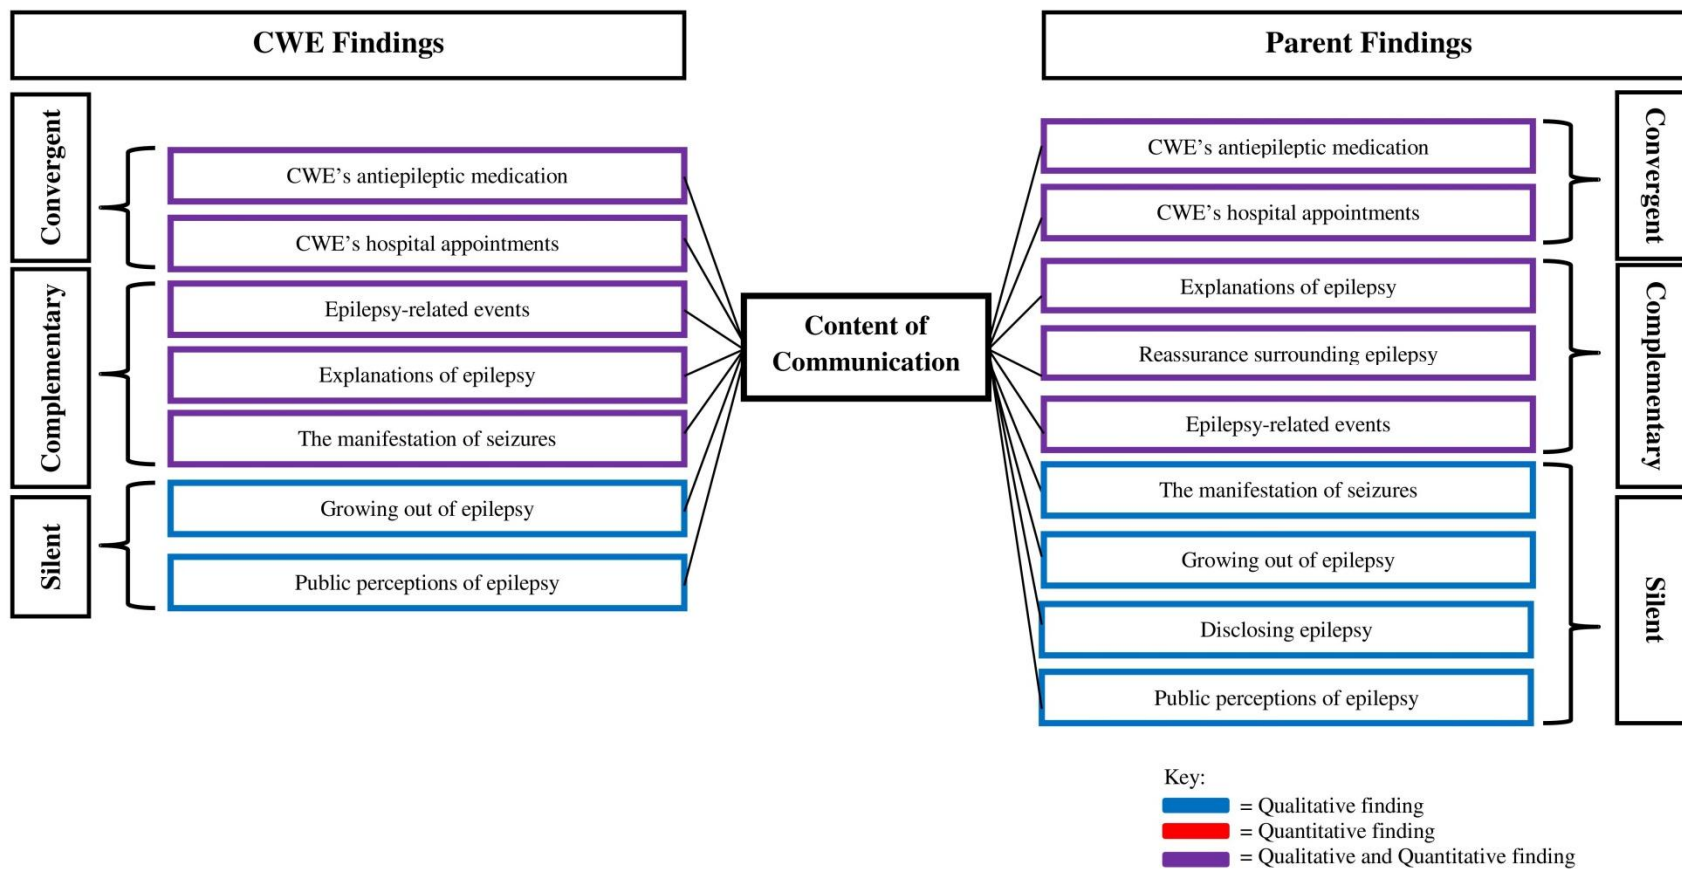 CWE Findings
Parent Findings
Convergent
CWE's antiepileptic medication
CWE's hospital appointments
Complementary
Epilepsy-related events
Explanations of epilepsy
The manifestation of seizures
Silent
Growing out of epilepsy
Public perceptions of epilepsy
Content of
Communication
Convergent
CWE's antiepileptic medication
CWE's hospital appointments
Complementary
Explanations of epilepsy
Reassurance surrounding epilepsy
Epilepsy-related events
Silent
The manifestation of seizures
Growing out of epilepsy
Disclosing epilepsy
Public perceptions of epilepsy
Key:
= Qualitative finding
= Quantitative finding
= Qualitative and Quantitative finding